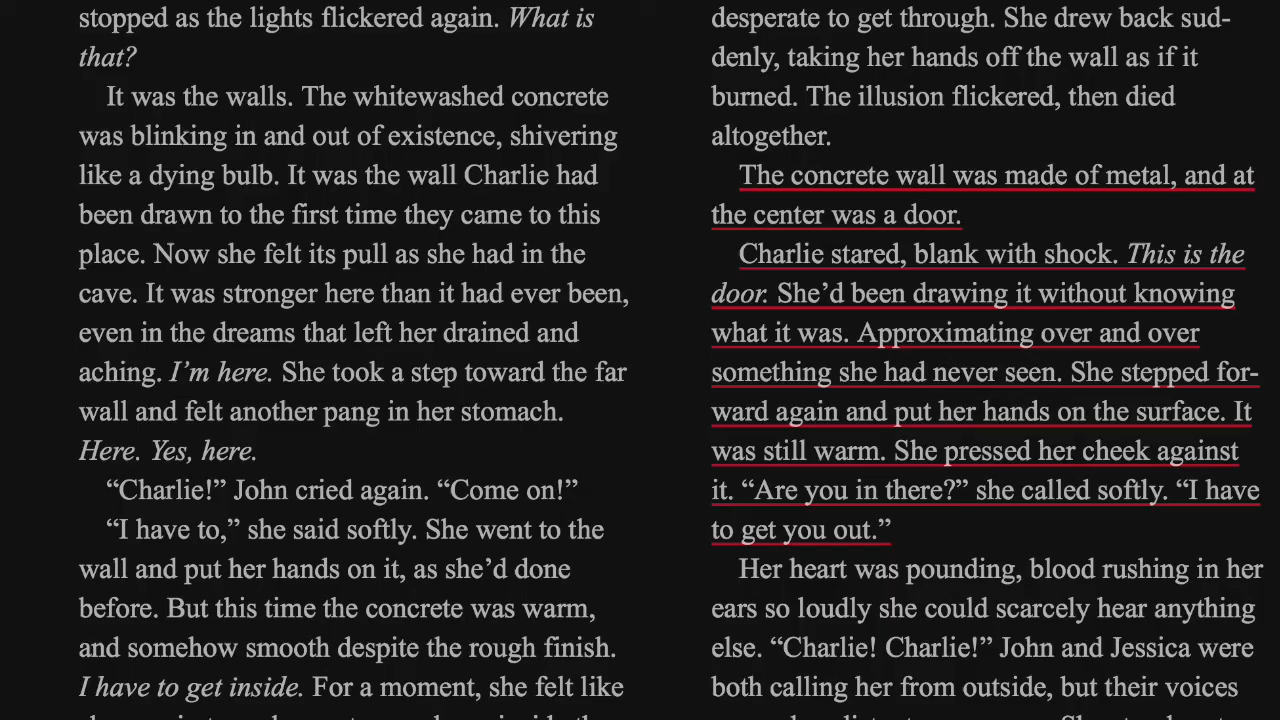 stopped as the lights flickered again. What is
that?
It was the walls. The whitewashed concrete
was blinking in and out of existence, shivering
like a dying bulb. It was the wall Charlie had
been drawn to the first time they came to this
place. Now she felt its pull as she had in the
cave. It was stronger here than it had ever been,
even in the dreams that left her drained and
aching. I’m here. She took a step toward the far
wall and felt another pang in her stomach.
Here. Yes, here.
“Charlie!” John cried again. “Come on!”
“I have to,” she said softly. She went to the
wall and put her hands on it, as she’d done
before. But this time the concrete was warm,
and somehow smooth despite the rough finish.
I have to get inside. For a moment, she felt like
desperate to get through. She drew back sud-
denly, taking her hands off the wall as if it
burned. The illusion flickered, then died
altogether.
The concrete wall was made of metal, and at
the center was a door.
Charlie stared, blank with shock. This is the
door. She’d been drawing it without knowing
what it was. Approximating over and over
something she had never seen. She stepped for-
ward again and put her hands on the surface. It
was still warm. She pressed her cheek against
it. “Are you in there?” she called softly. “I have
to get you out.”
Her heart was pounding, blood rushing in her
ears so loudly she could scarcely hear anything
else. “Charlie! Charlie!” John and Jessica were
both calling her from outside, but their voices